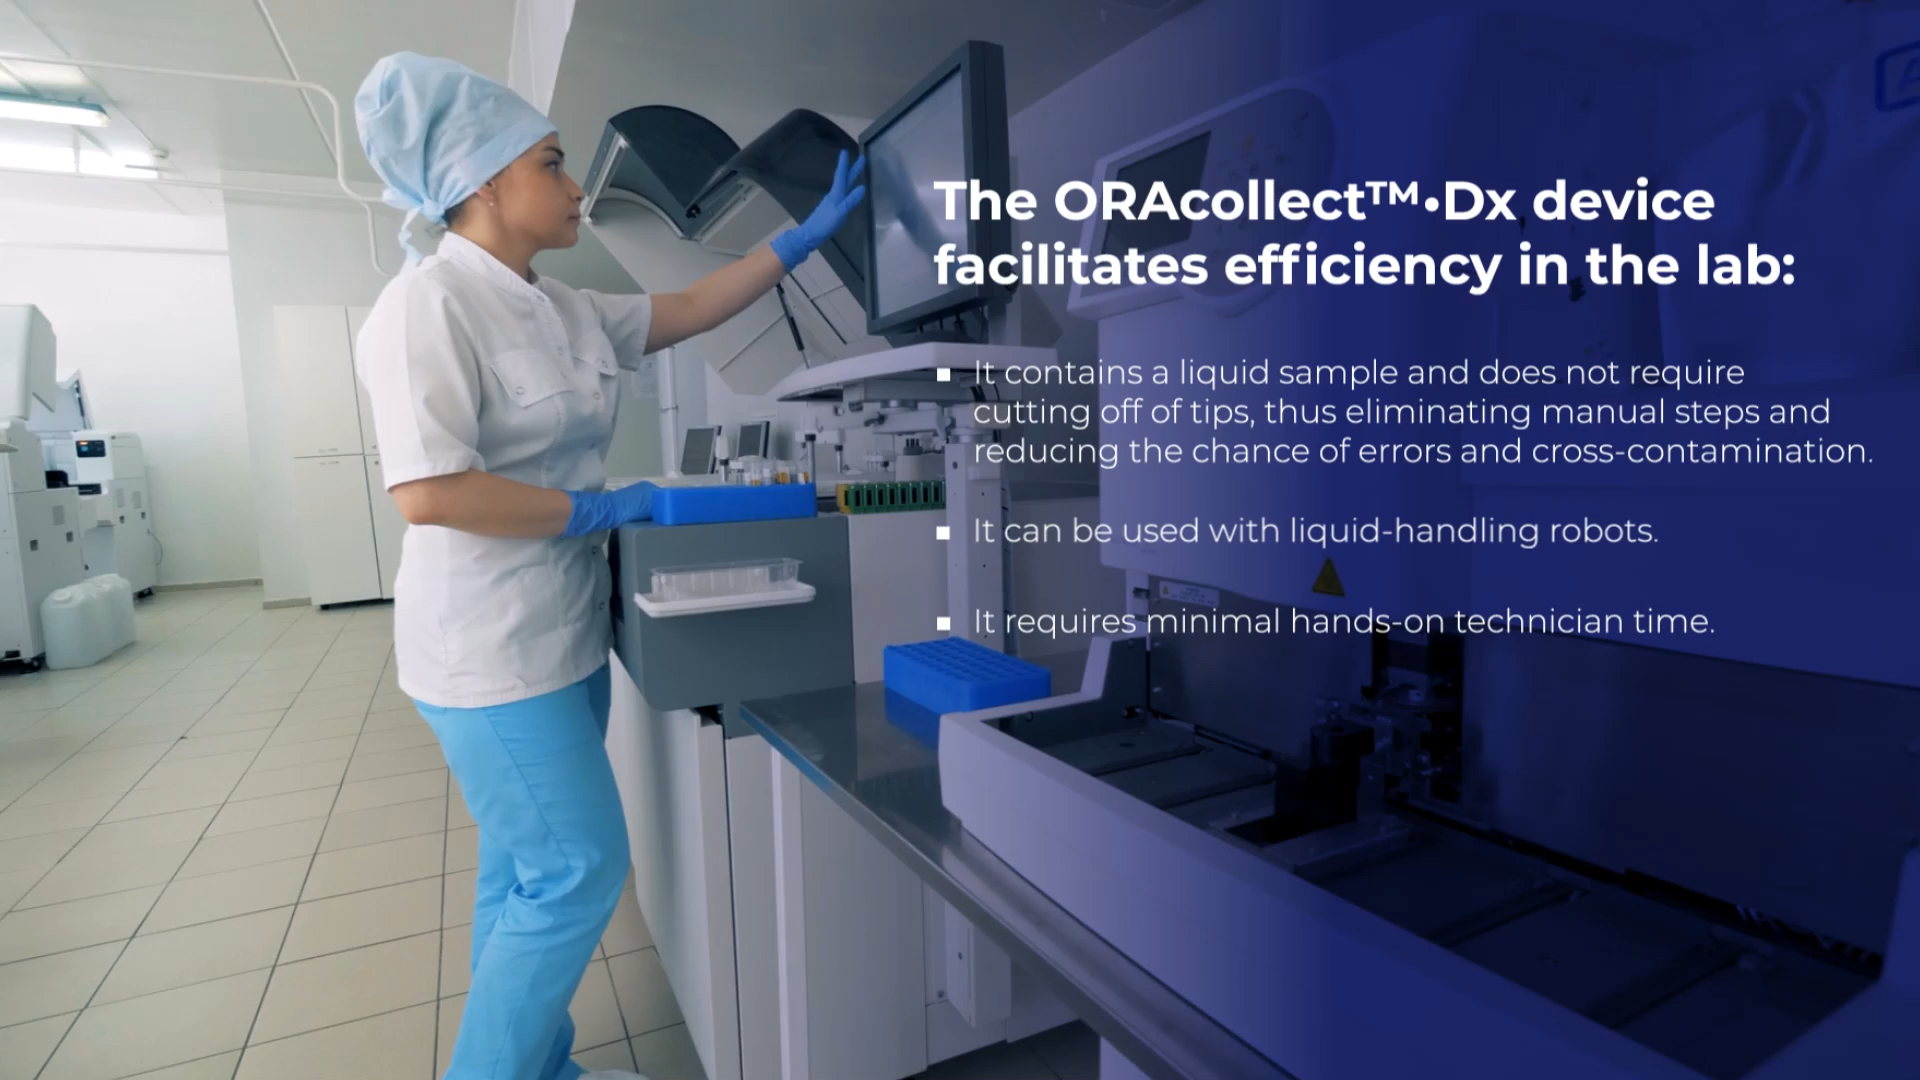 The ORAcollect™•Dx device
facilitates efficiency in the lab:
▪ It contains a liquid sample and does not require
cutting off of tips, thus eliminating manual steps and
reducing the chance of errors and cross-contamination.
▪ It can be used with liquid-handling robots.
▪ It requires minimal hands-on technician time.